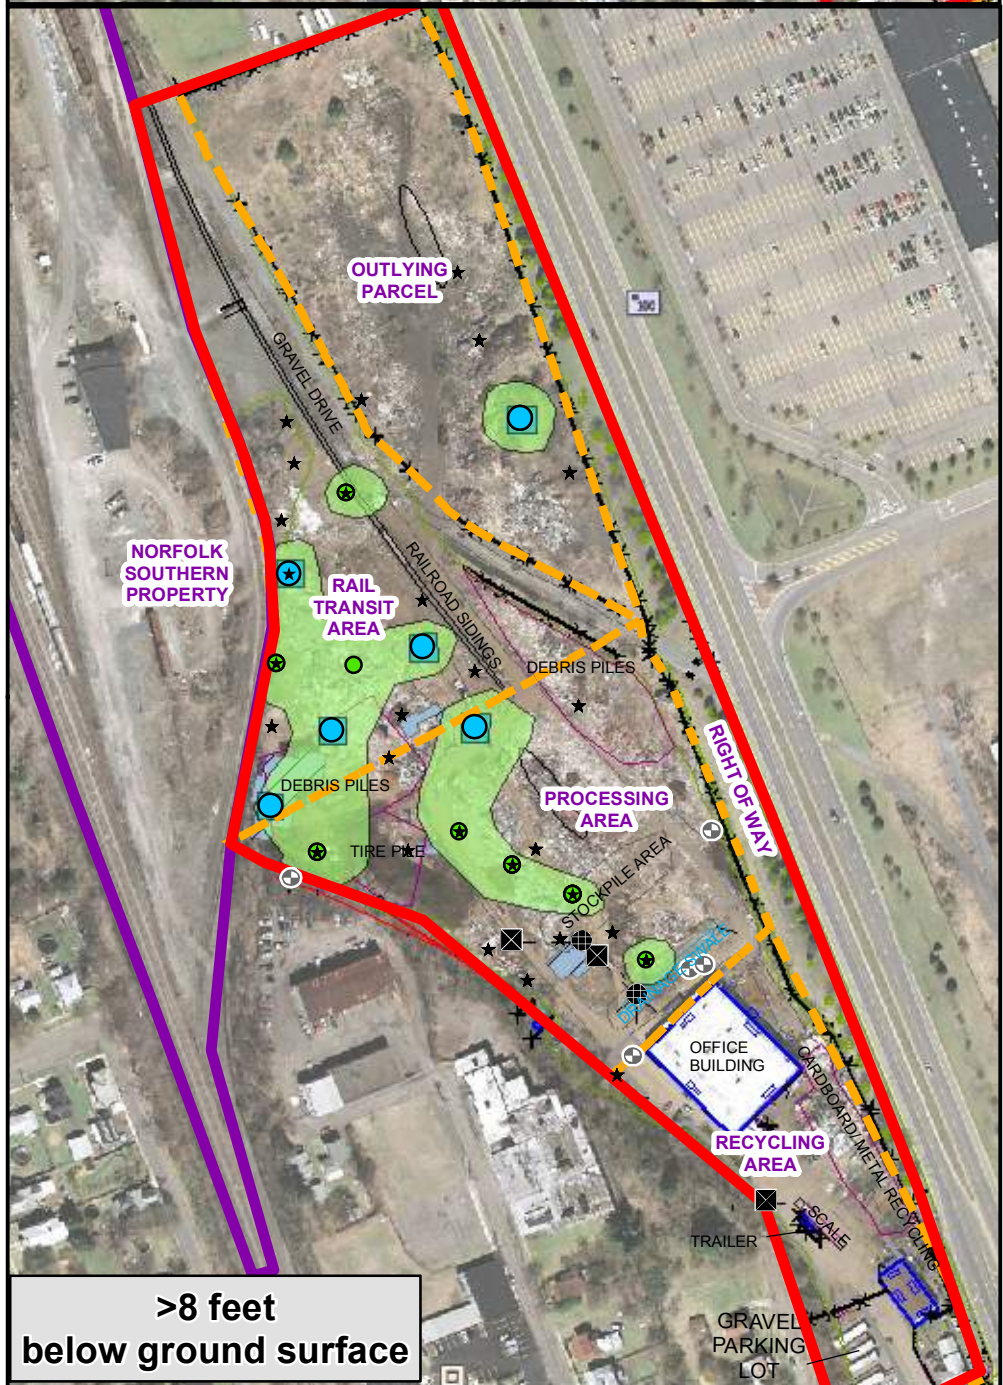 OUTLYING
PARCEL
GRAVEL DRIVE
NORFOLK
SOUTHERN
PROPERTY
RAIL
TRANSIT
AREA
RAILROAD SIDINGS
DEBRIS PILES
RIGHT OF WAY
DEBRIS PILES
PROCESSING
AREA
TIRE PILE
STOCKPILE AREA
DRAINAGE SWALE
OFFICE
BUILDING
CARDBOARD/METAL RECYCLING
RECYCLING
AREA
SCALE
TRAILER
GRAVEL
PARKING
LOT
>8 feet
below ground surface